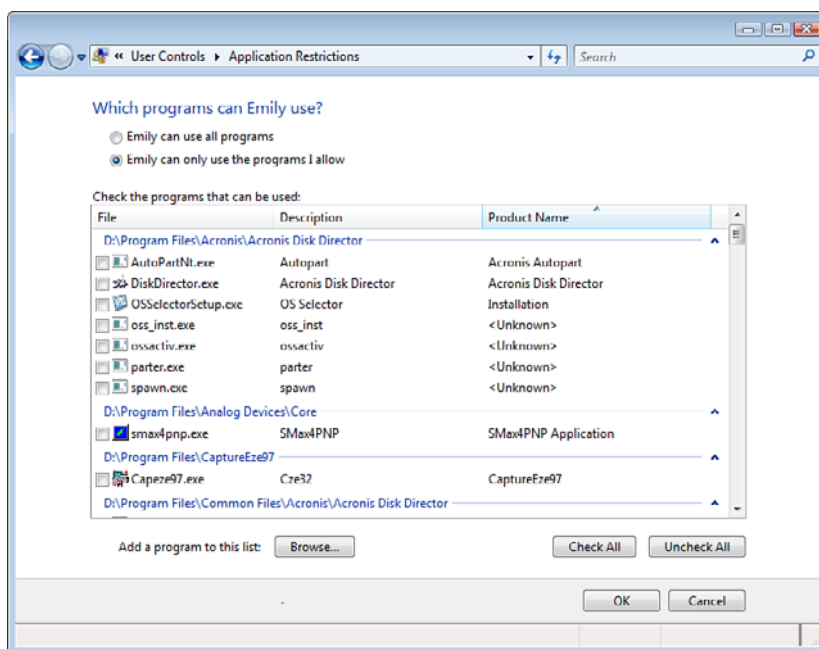 « User Controls ▸ Application Restrictions
Search
Which programs can Emily use?
Emily can use all programs
Emily can only use the programs I allow
Check the programs that can be used:
File Description Product Name
D:\Program Files\Acronis\Acronis Disk Director
AutoPartNt.exe Autopart Acronis Autopart
DiskDirector.exe Acronis Disk Director Acronis Disk Director
OSSelectorSetup.exe OS Selector Installation
oss_inst.exe oss_inst <Unknown>
ossactiv.exe ossactiv <Unknown>
parter.exe parter <Unknown>
spawn.exe spawn <Unknown>
D:\Program Files\Analog Devices\Core
smax4pnp.exe SMax4PNP SMax4PNP Application
D:\Program Files\CaptureEze97
Capeze97.exe Cze32 CaptureEze97
D:\Program Files\Common Files\Acronis\Acronis Disk Director
Add a program to this list: Browse... Check All Uncheck All
OK Cancel